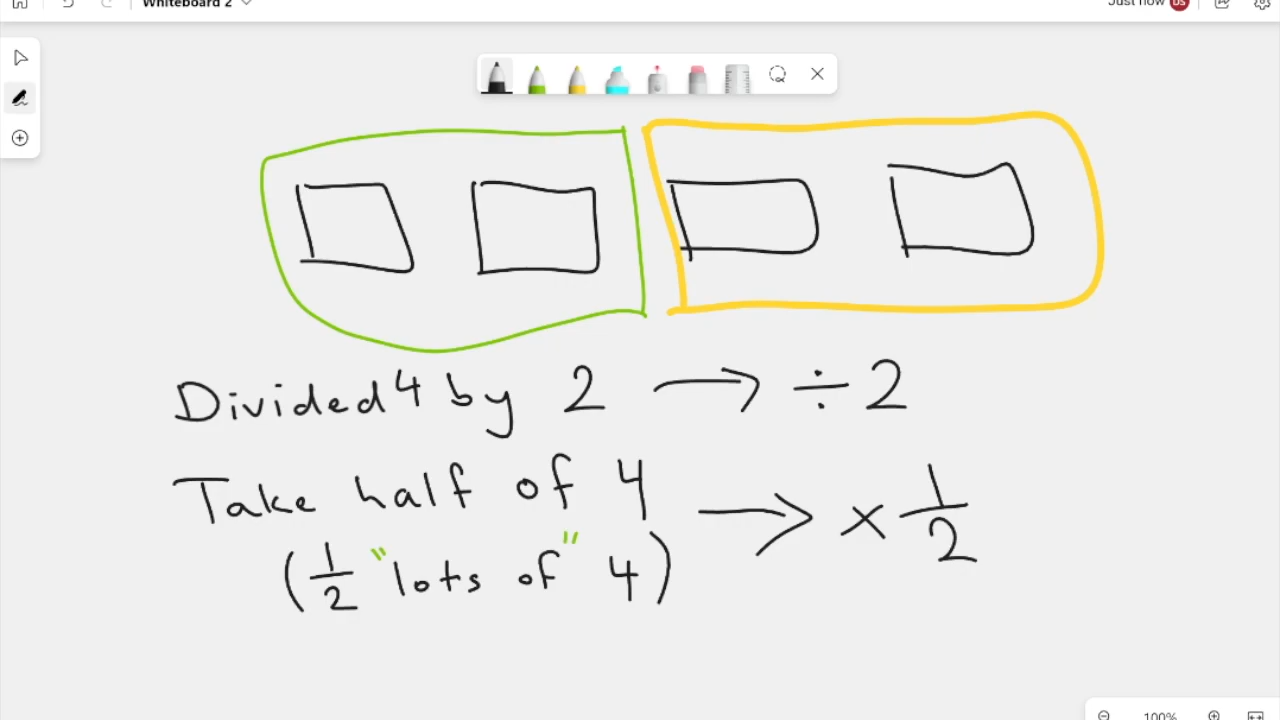 Whiteboard 2
Just now DS
Divided 4 by 2 → ÷ 2
Take half of 4 → × 1/2
(1/2 "lots of" 4)
100%